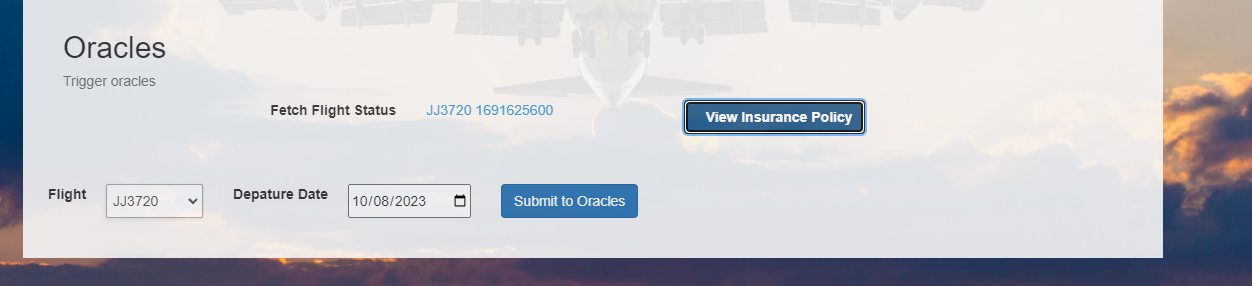 Oracles
Trigger oracles
Fetch Flight Status JJ3720 1691625600 View Insurance Policy
Flight JJ3720 Depature Date 10/08/2023 Submit to Oracles